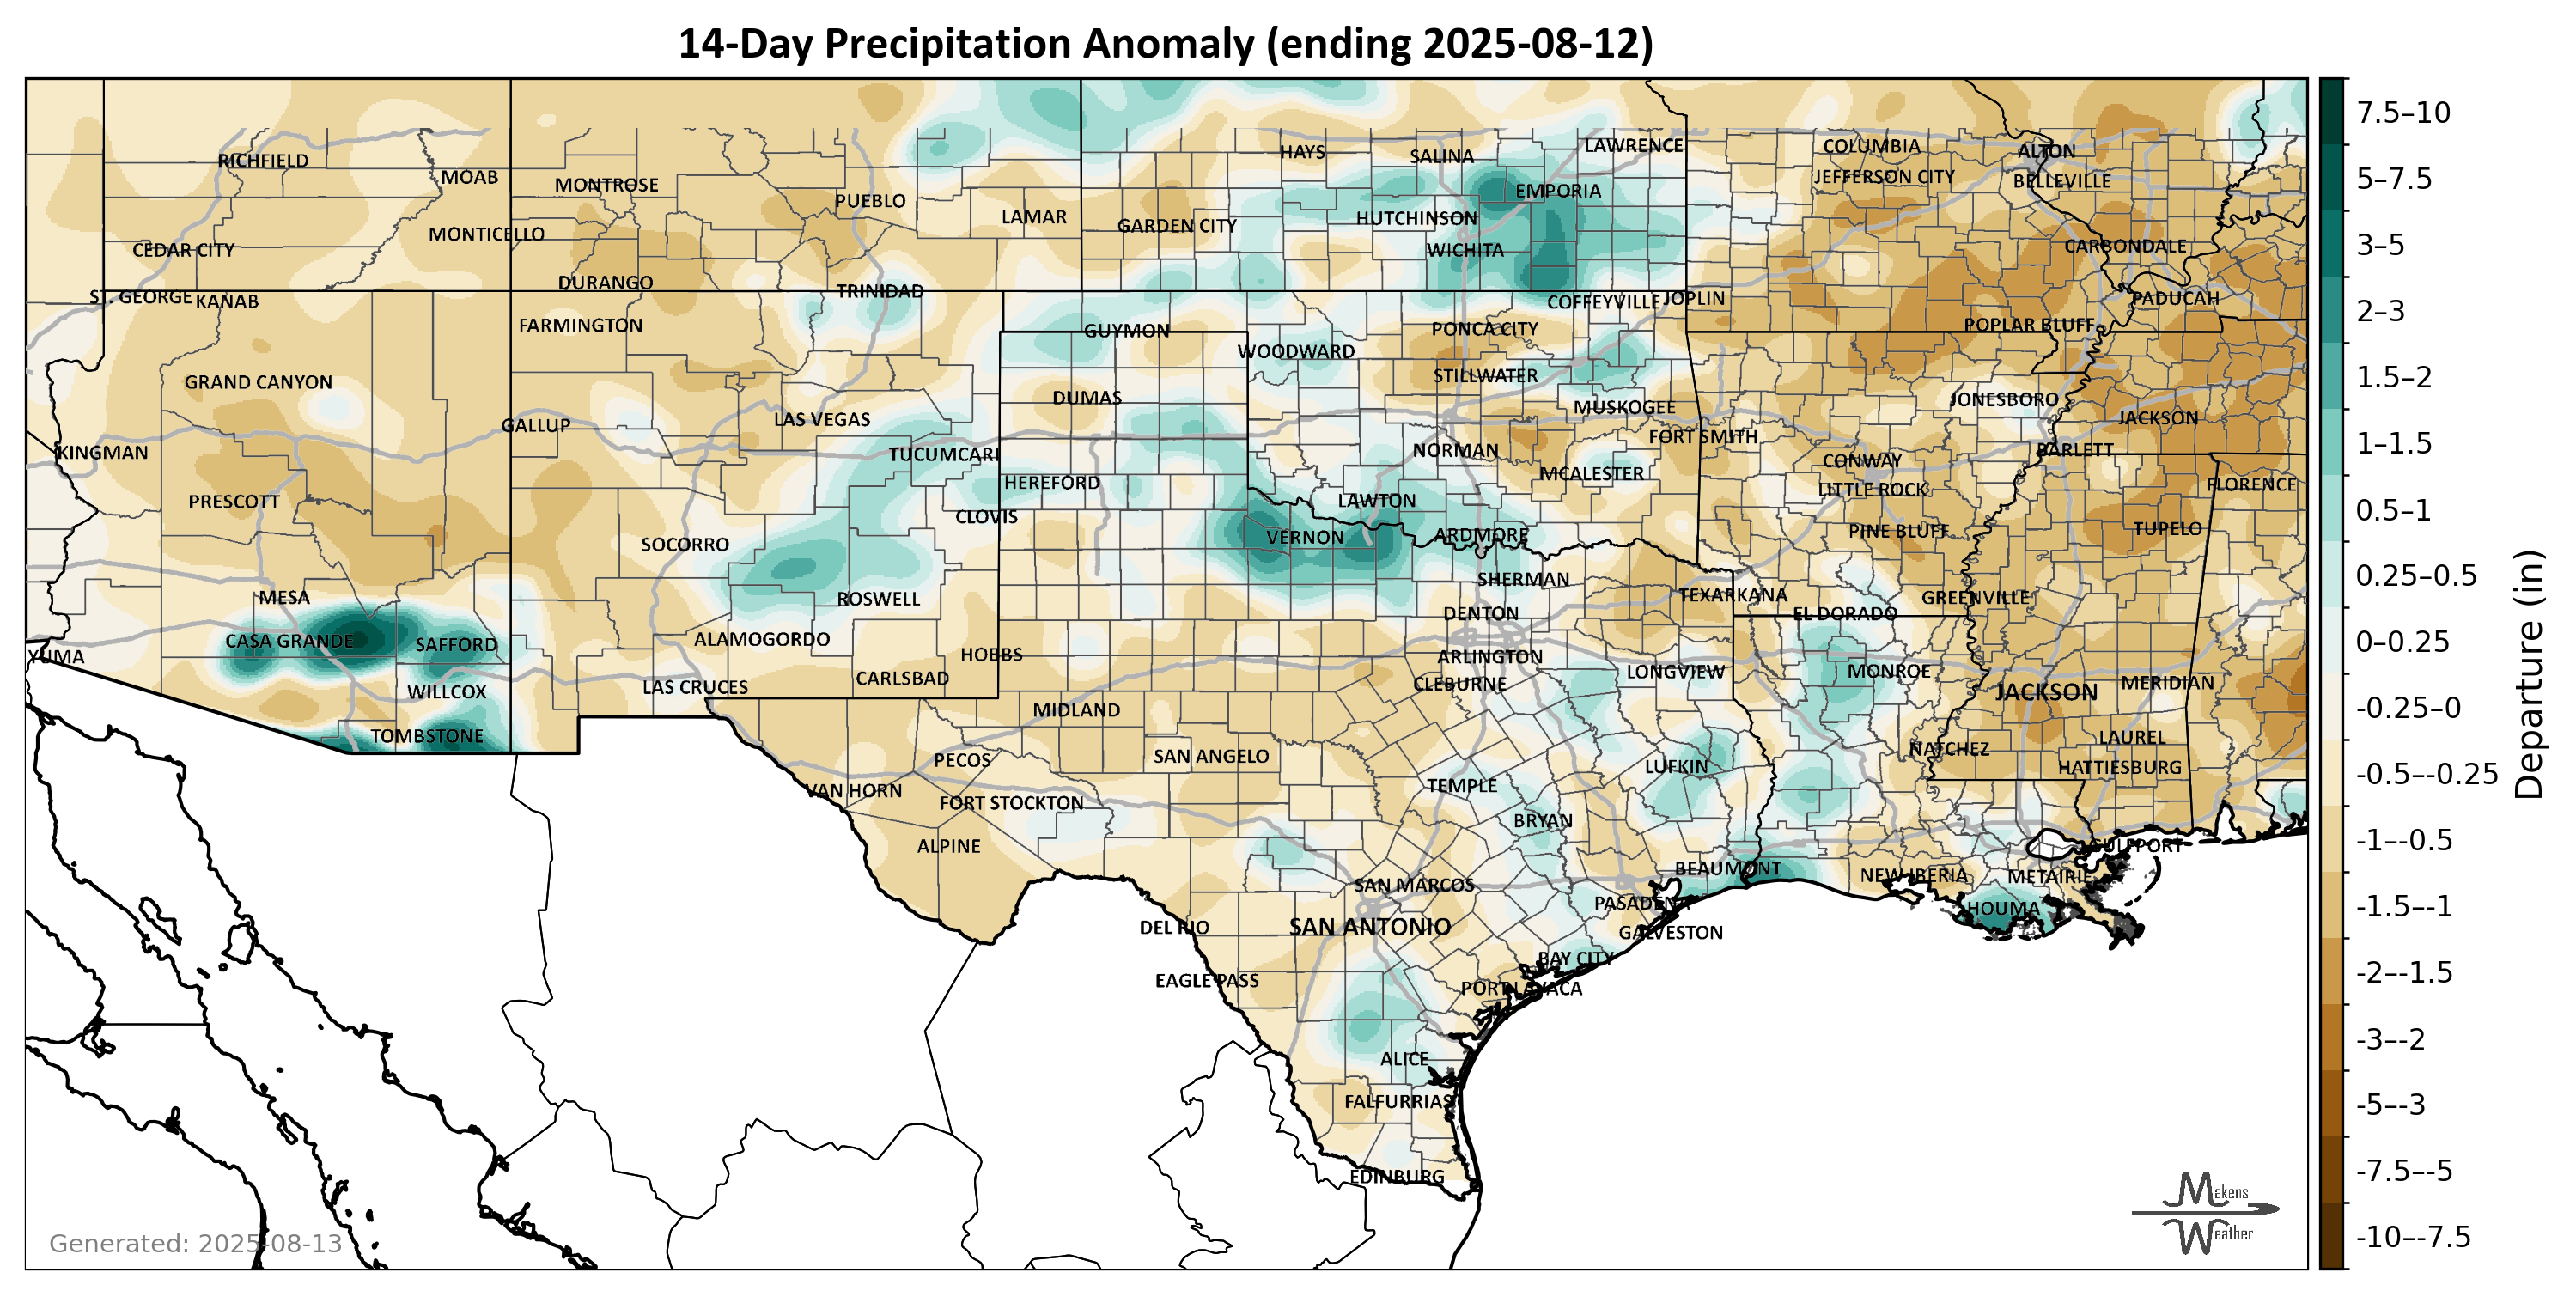 14-Day Precipitation Anomaly (ending 2025-08-12)
HAYS
SALINA
LAWRENCE
COLUMBIA
ALTON
RICHFIELD
MOAB
MONTROSE
EMPORIA
JEFFERSON CITY
BELLEVILLE
PUEBLO
LAMAR
GARDEN CITY
HUTCHINSON
MONTICELLO
CEDAR CITY
WICHITA
CARBONDALE
DURANGO
TRINIDAD
ST. GEORGE
KANAB
COFFEYVILLE
JOPLIN
PADUCAH
FARMINGTON
GUYMON
PONCA CITY
POPLAR BLUFF
WOODWARD
GRAND CANYON
STILLWATER
DUMAS
MUSKOGEE
JONESBORO
GALLUP
LAS VEGAS
JACKSON
KINGMAN
TUCUMCARI
NORMAN
FORT SMITH
BARLETT
CONWAY
PRESCOTT
HEREFORD
MCALESTER
LITTLE ROCK
FLORENCE
LAWTON
CLOVIS
SOCORRO
VERNON
ARDMORE
PINE BLUFF
TUPELO
MESA
ROSWELL
SHERMAN
TEXARKANA
GREENVILLE
CASA GRANDE
SAFFORD
ALAMOGORDO
DENTON
EL DORADO
YUMA
HOBBS
ARLINGTON
WILLCOX
LAS CRUCES
CARLSBAD
CLEBURNE
LONGVIEW
MONROE
JACKSON
MERIDIAN
TOMBSTONE
MIDLAND
PECOS
SAN ANGELO
LUFKIN
NATCHEZ
LAUREL
HATTIESBURG
VAN HORN
FORT STOCKTON
TEMPLE
ALPINE
BRYAN
GULFPORT
SAN MARCOS
BEAUMONT
NEW IBERIA
METAIRIE
DEL RIO
SAN ANTONIO
PASADENA
GALVESTON
HOUMA
EAGLE PASS
BAY CITY
PORT LAVACA
ALICE
FALFURRIAS
EDINBURG
7.5–10
5–7.5
3–5
2–3
1.5–2
1–1.5
0.5–1
0.25–0.5
0–0.25
-0.25–0
-0.5–-0.25
-1–-0.5
-1.5–-1
-2–-1.5
-3–-2
-5–-3
-7.5–-5
-10–-7.5
Departure (in)
Generated: 2025-08-13
Makens
Weather